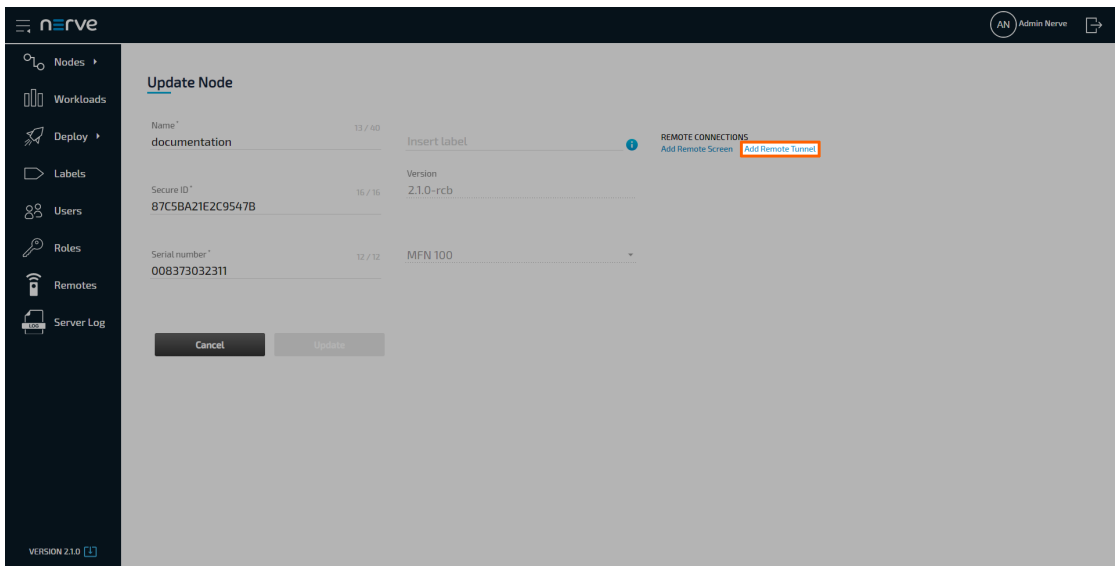 nerve
AN Admin Nerve
Nodes
Workloads
Deploy
Labels
Users
Roles
Remotes
LOG Server Log
VERSION 2.1.0
Update Node
Name*
13 / 40
documentation
Insert label
REMOTE CONNECTIONS
Add Remote Screen Add Remote Tunnel
Secure ID*
16 / 16
87C5BA21E2C9547B
Version
2.1.0-rcb
Serial number*
12 / 12
008373032311
MFN 100
Cancel
Update